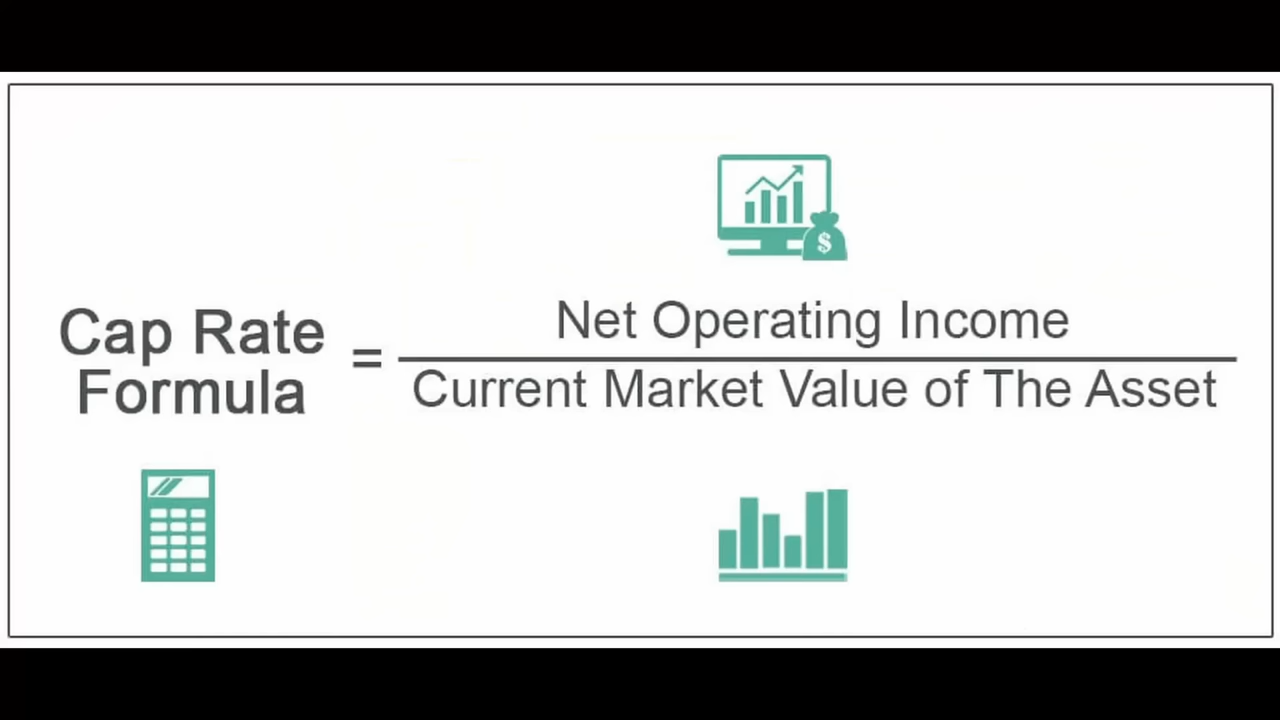 Cap Rate
Formula
=
Net Operating Income
Current Market Value of The Asset
$